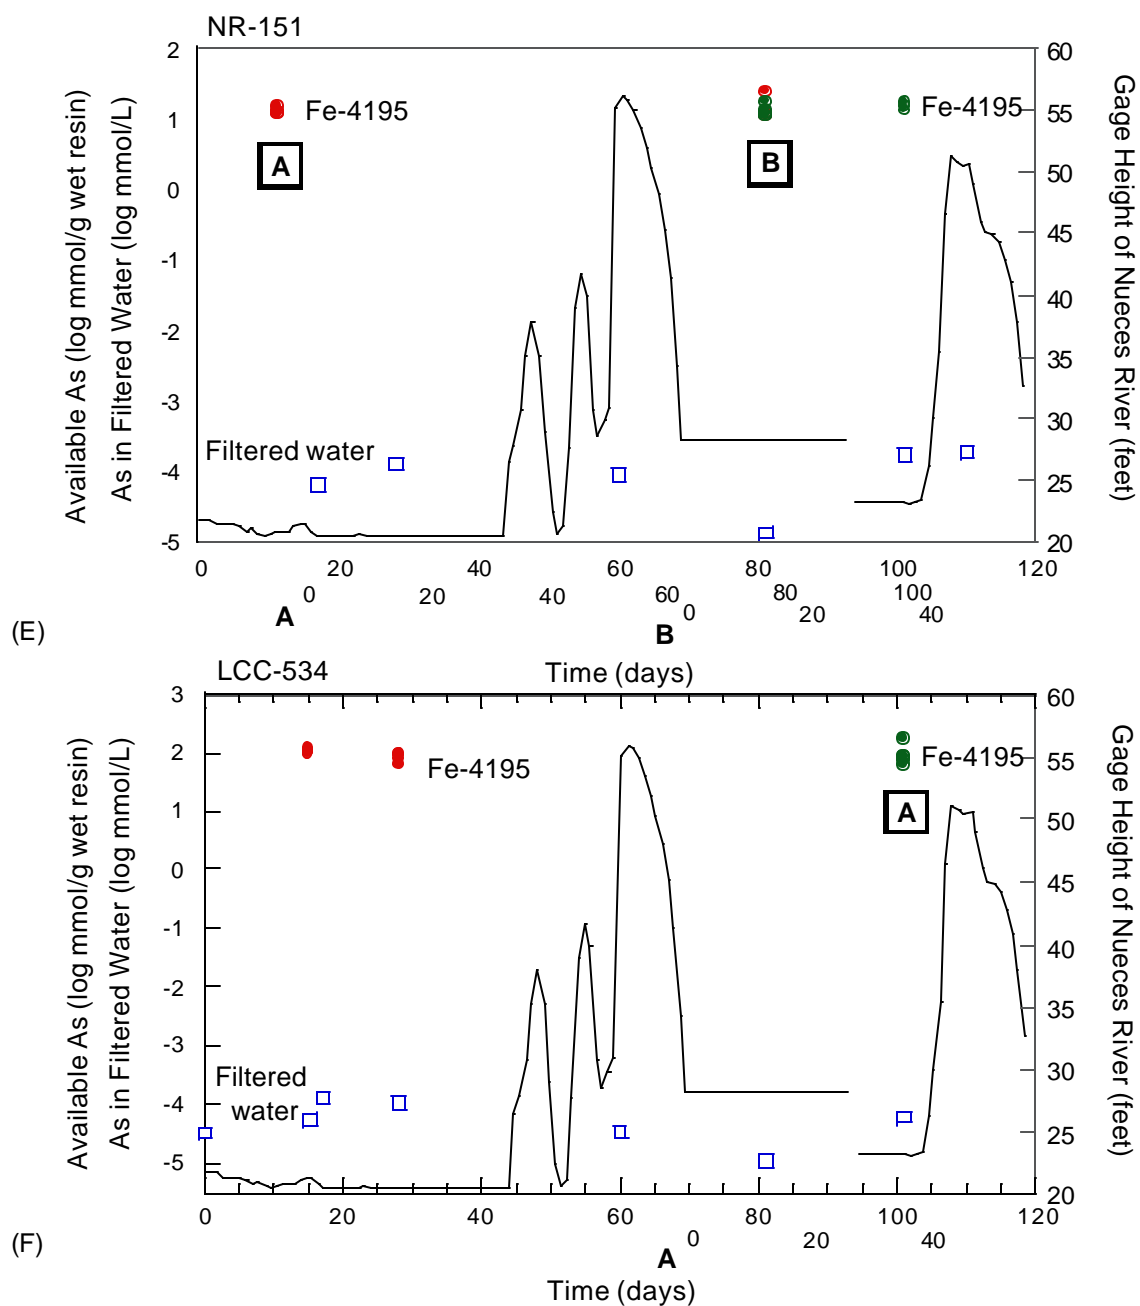 NR-151
Available As (log mmol/g wet resin)
As in Filtered Water (log mmol/L)
2
1
0
-1
-2
-3
-4
-5
Fe-4195
A
B
Fe-4195
Filtered water
60
55
50
45
40
35
30
25
20
Gage Height of Nueces River (feet)
0 20 40 60 80 100 120
A 0 20 40 60 80 100
B 0 20 40
(E)
Time (days)
LCC-534
Available As (log mmol/g wet resin)
As in Filtered Water (log mmol/L)
3
2
1
0
-1
-2
-3
-4
-5
Fe-4195
Fe-4195
A
Filtered
water
60
55
50
45
40
35
30
25
20
Gage Height of Nueces River (feet)
0 20 40 60 80 100 120
A 0 20 40
(F)
Time (days)